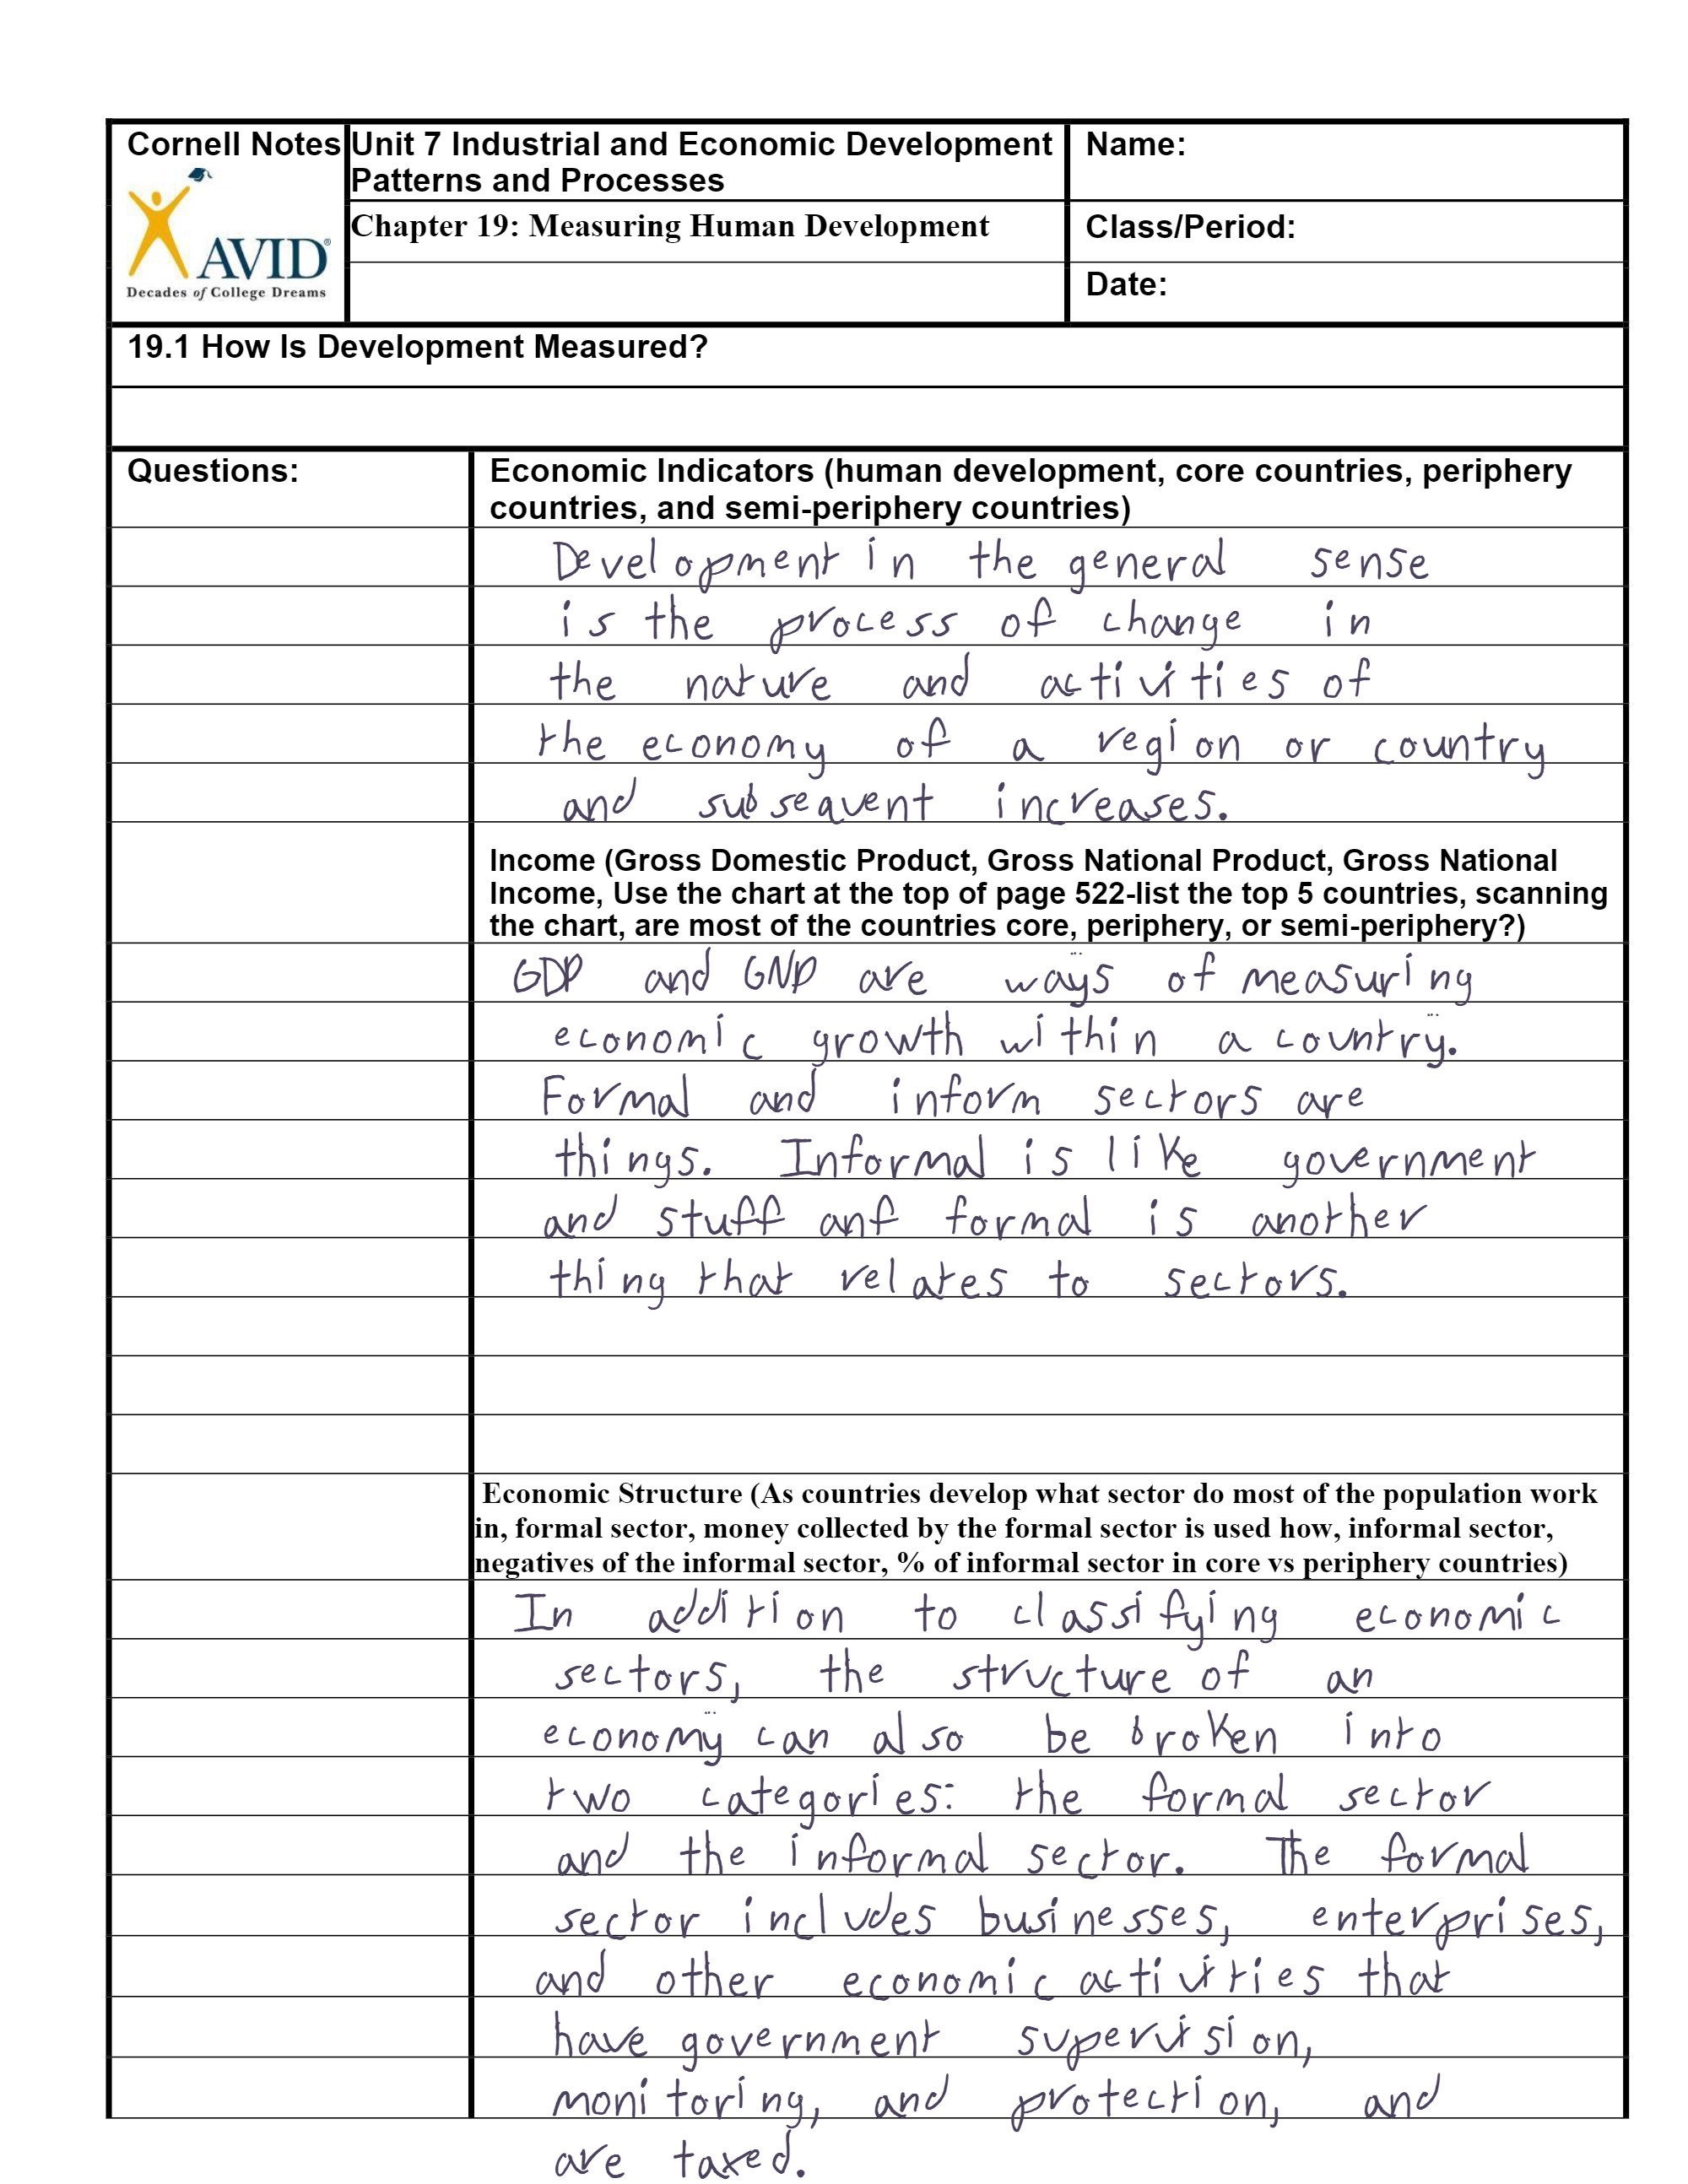 Cornell Notes
Unit 7 Industrial and Economic Development
Patterns and Processes
Name:
Chapter 19: Measuring Human Development
Class/Period:
AVID®
Decades of College Dreams
Date:
19.1 How Is Development Measured?
Questions:
Economic Indicators (human development, core countries, periphery
countries, and semi-periphery countries)
Development in the general sense
is the process of change in
the nature and activities of
the economy of a region or country
and subsequent increases.
Income (Gross Domestic Product, Gross National Product, Gross National
Income, Use the chart at the top of page 522-list the top 5 countries, scanning
the chart, are most of the countries core, periphery, or semi-periphery?)
GDP and GNP are ways of measuring
economic growth within a country.
Formal and inform sectors are
things. Informal is like government
and stuff anf formal is another
thing that relates to sectors.
Economic Structure (As countries develop what sector do most of the population work
in, formal sector, money collected by the formal sector is used how, informal sector,
negatives of the informal sector, % of informal sector in core vs periphery countries)
In addition to classifying economic
sectors, the structure of an
economy can also be broken into
two categories: the formal sector
and the informal sector. The formal
sector includes businesses, enterprises,
and other economic activities that
have government supervision,
monitoring, and protection, and
are taxed.